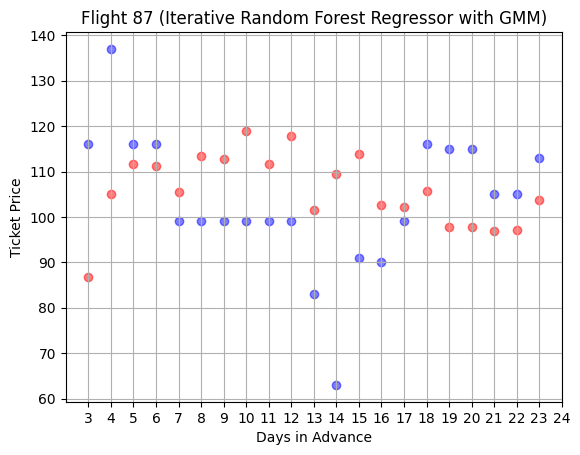 Flight 87 (Iterative Random Forest Regressor with GMM)
140
130
120
110
100
90
80
70
60
Ticket Price
3 4 5 6 7 8 9 10 11 12 13 14 15 16 17 18 19 20 21 22 23 24
Days in Advance